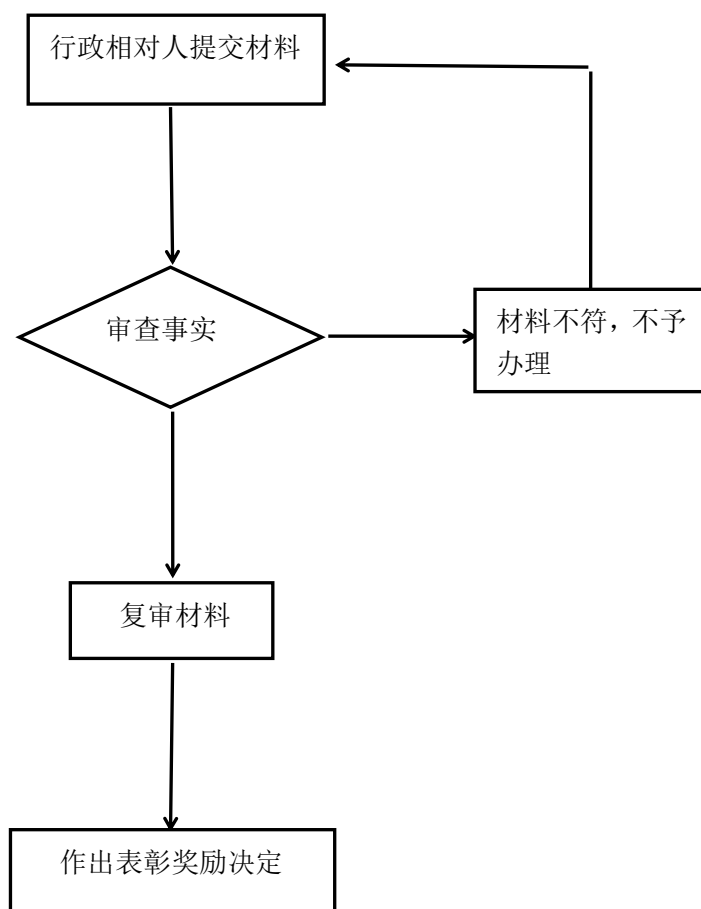 行政相对人提交材料
审查事实
材料不符，不予
办理
复审材料
作出表彰奖励决定